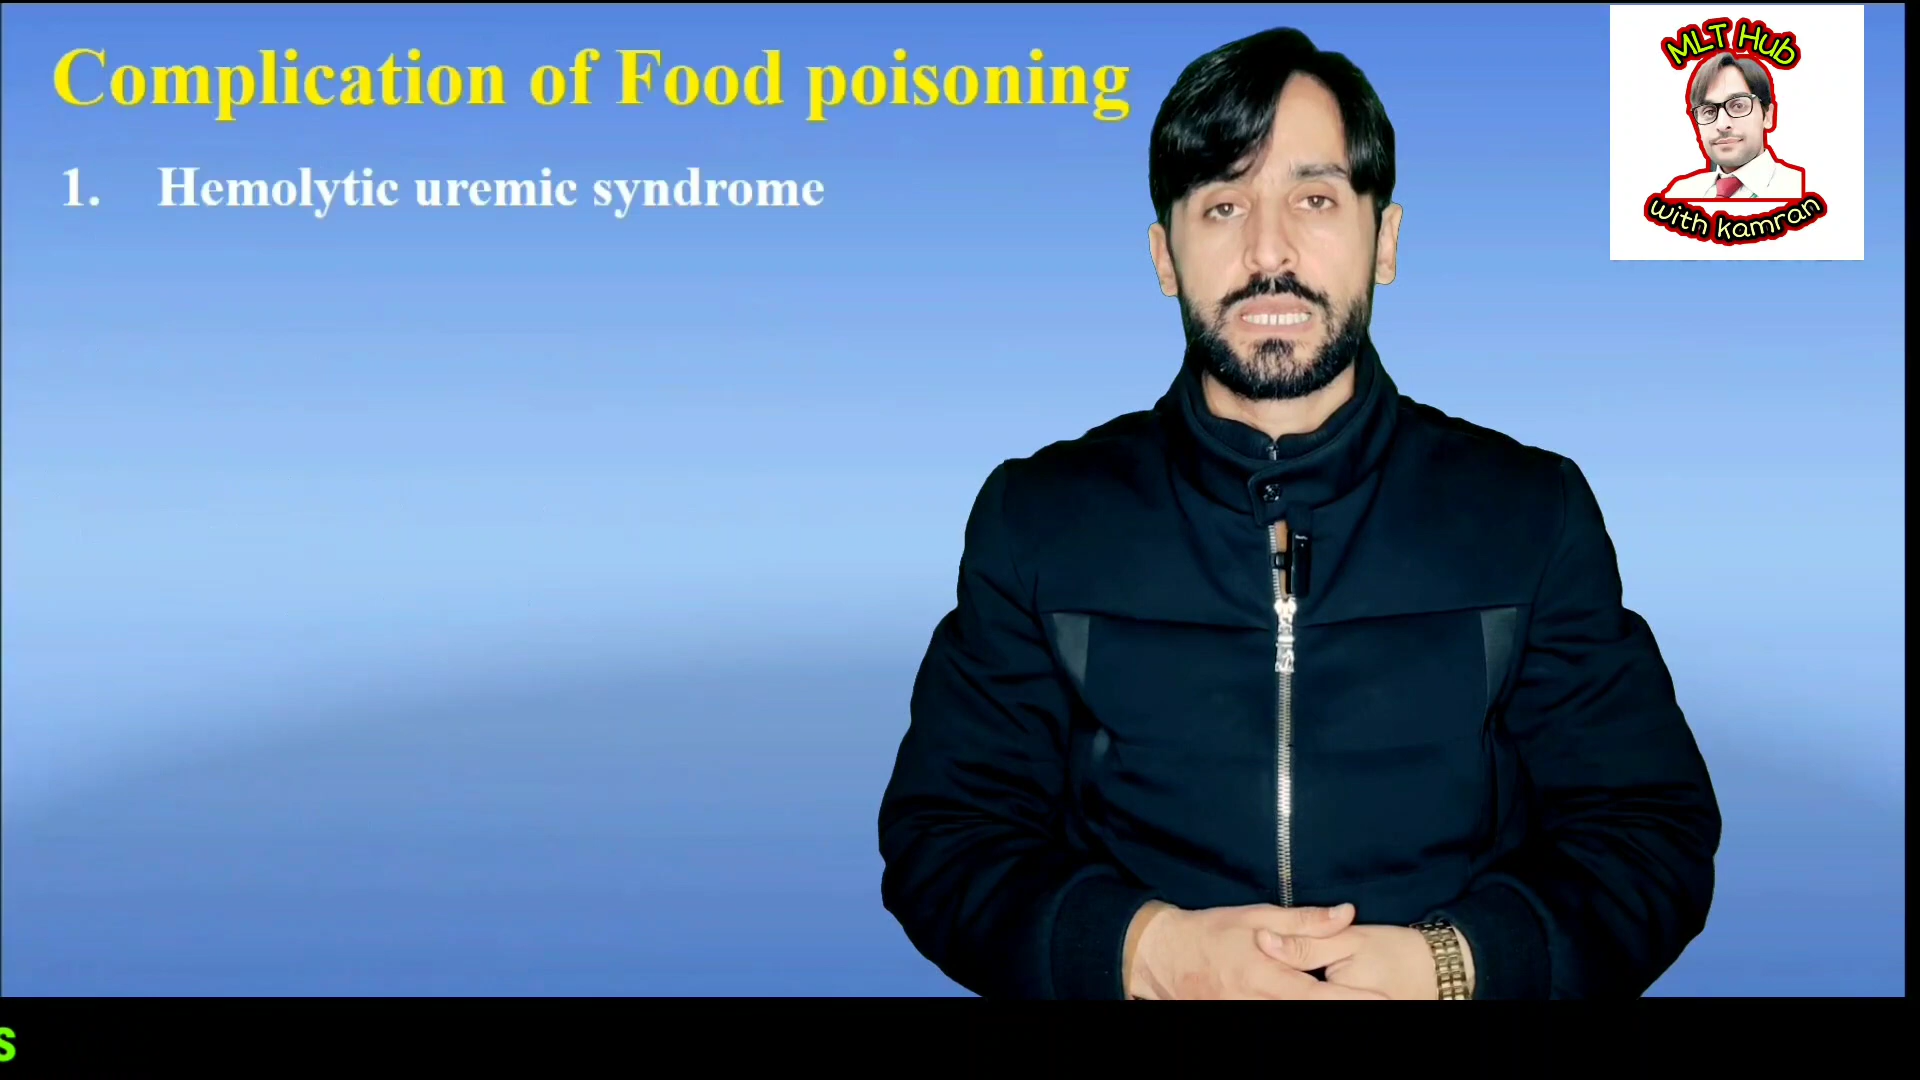 Complication of Food poisoning
1. Hemolytic uremic syndrome
MLT Hub
with kamran
s